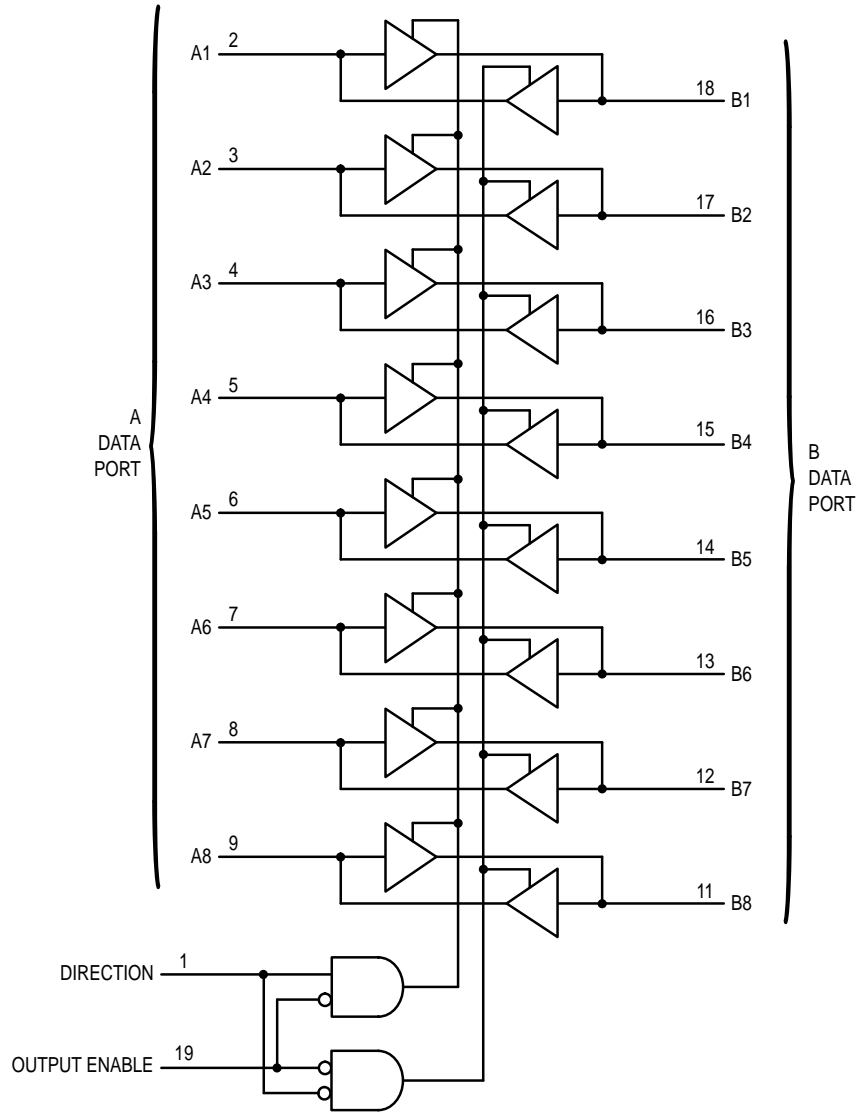 A1 2
18 B1
A2 3
17 B2
A3 4
16 B3
A4 5
15 B4
A
DATA
PORT
B
DATA
PORT
A5 6
14 B5
A6 7
13 B6
A7 8
12 B7
A8 9
11 B8
DIRECTION 1
OUTPUT ENABLE 19